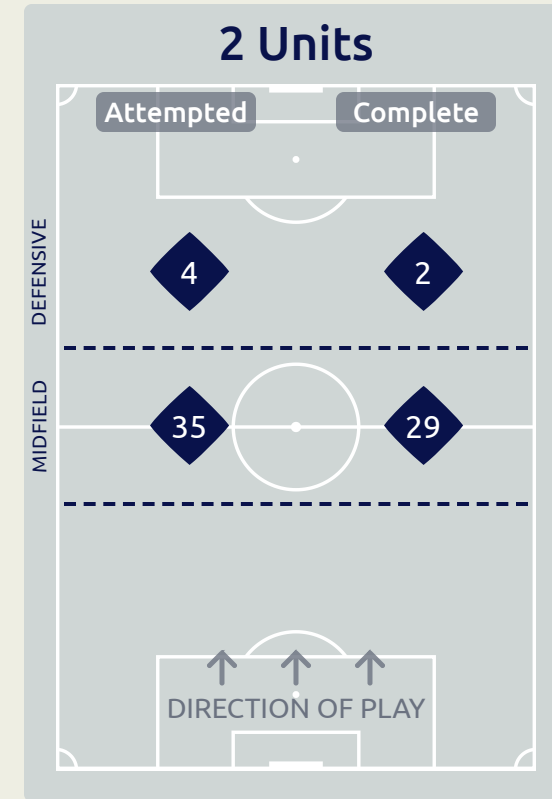 2 Units
Attempted Complete
DEFENSIVE
4 2
MIDFIELD
35 29
DIRECTION OF PLAY